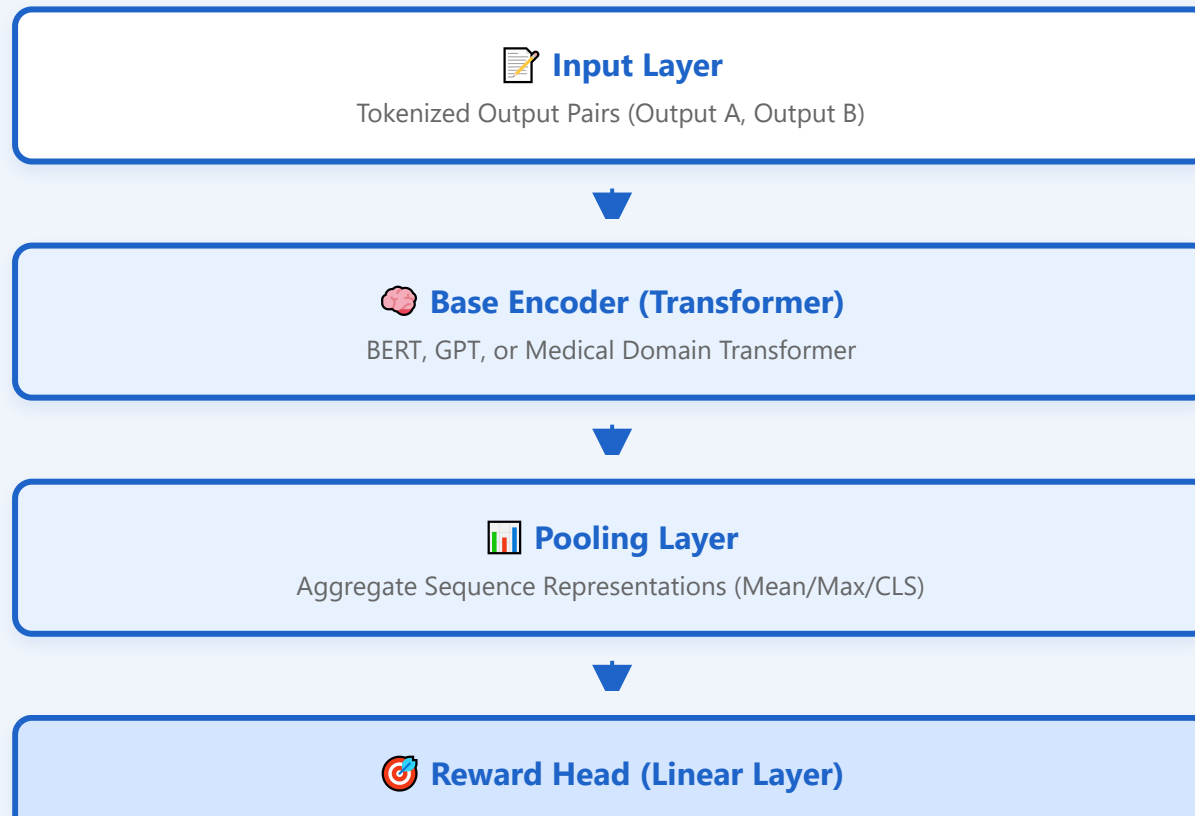 Input Layer
Tokenized Output Pairs (Output A, Output B)
Base Encoder (Transformer)
BERT, GPT, or Medical Domain Transformer
Pooling Layer
Aggregate Sequence Representations (Mean/Max/CLS)
Reward Head (Linear Layer)